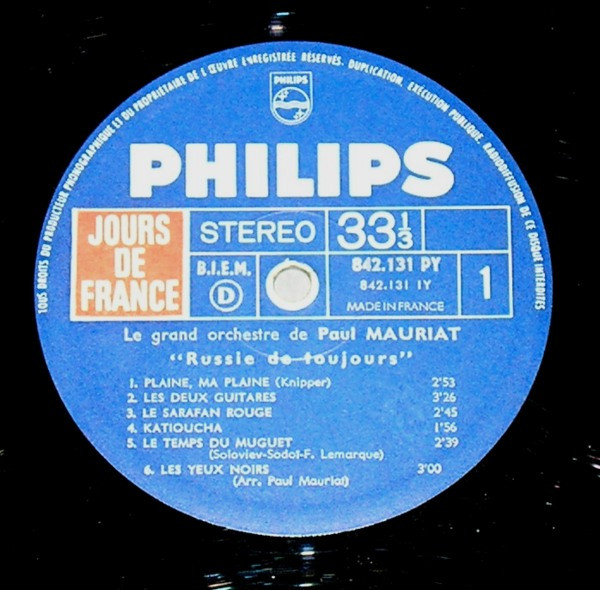 TOUS DROITS DU PRODUCTEUR PHONOGRAPHIQUE ET DU PROPRIÉTAIRE DE L'ŒUVRE ENREGISTRÉE RÉSERVÉS. DUPLICATION, EXÉCUTION PUBLIQUE, RADIODIFFUSION DE CE DISQUE INTERDITES
PHILIPS
PHILIPS
JOURS
DE
FRANCE
STEREO
33 1/3
B.I.E.M.
D
842.131 PY
842.131 1Y
MADE IN FRANCE
1
Le grand orchestre de Paul MAURIAT
"Russie de toujours"
1. PLAINE, MA PLAINE (Knipper) 2'53
2. LES DEUX GUITARES 3'26
3. LE SARAFAN ROUGE 2'45
4. KATIOUCHA 1'56
5. LE TEMPS DU MUGUET 2'39
(Soloviev-Sedoï-F. Lemarque)
6. LES YEUX NOIRS 3'00
(Arr. Paul Mauriat)